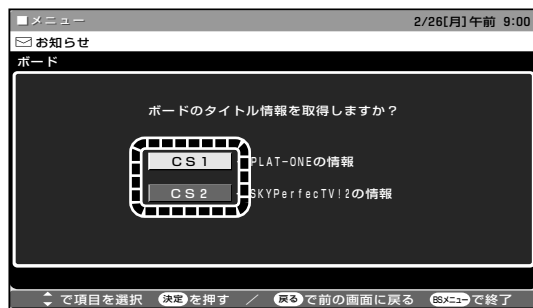 ■メニュー 2/26[月]午前 9:00
お知らせ
ボード
ボードのタイトル情報を取得しますか？
CS1 PLAT-ONEの情報
CS2 SKYPerfecTV!2の情報
で項目を選択 決定を押す ／ 戻るで前の画面に戻る BSメニューで終了